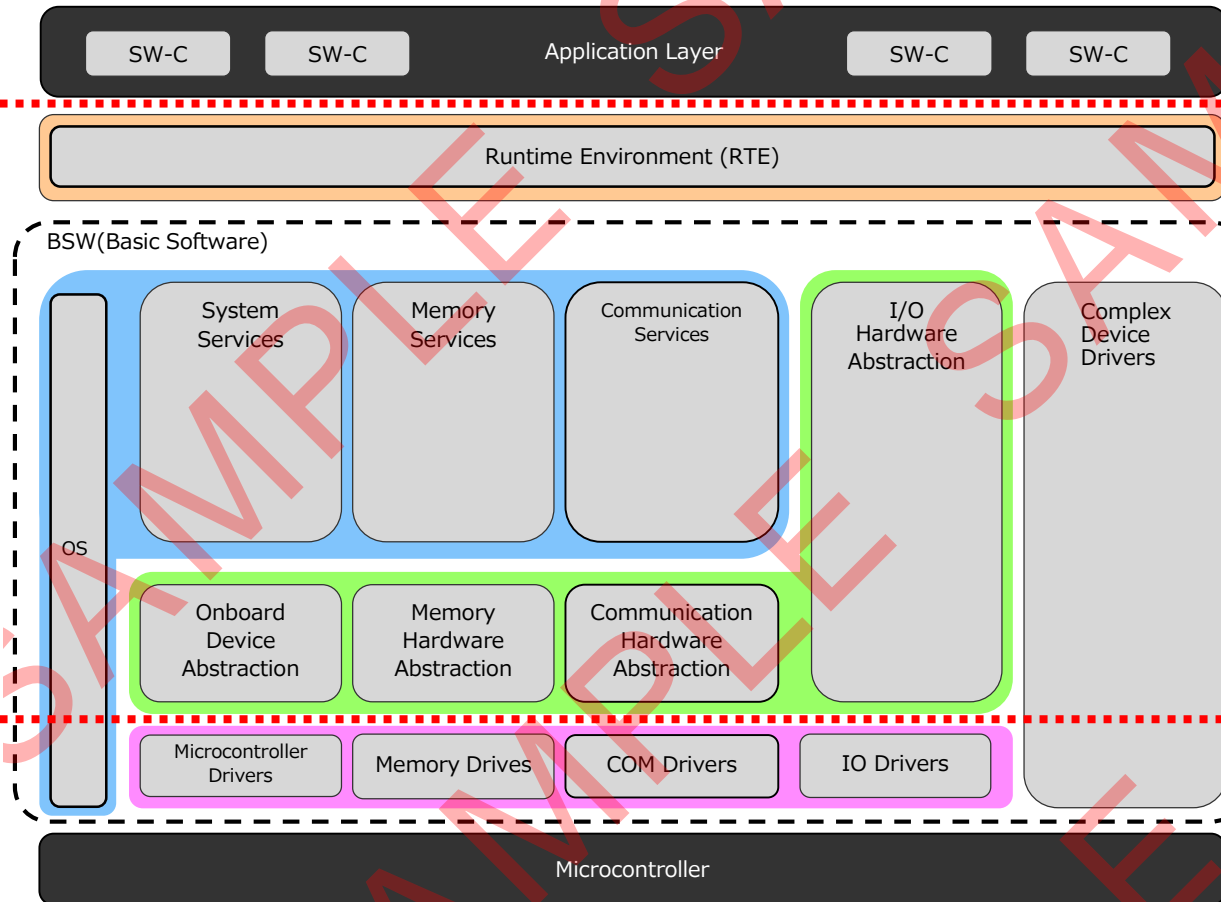 SW-C
SW-C
Application Layer
SW-C
SW-C
Runtime Environment (RTE)
BSW(Basic Software)
System
Services
Memory
Services
Communication
Services
I/O
Hardware
Abstraction
Complex
Device
Drivers
OS
Onboard
Device
Abstraction
Memory
Hardware
Abstraction
Communication
Hardware
Abstraction
Microcontroller
Drivers
Memory Drives
COM Drivers
IO Drivers
Microcontroller
SAMPLE
SAMPLE